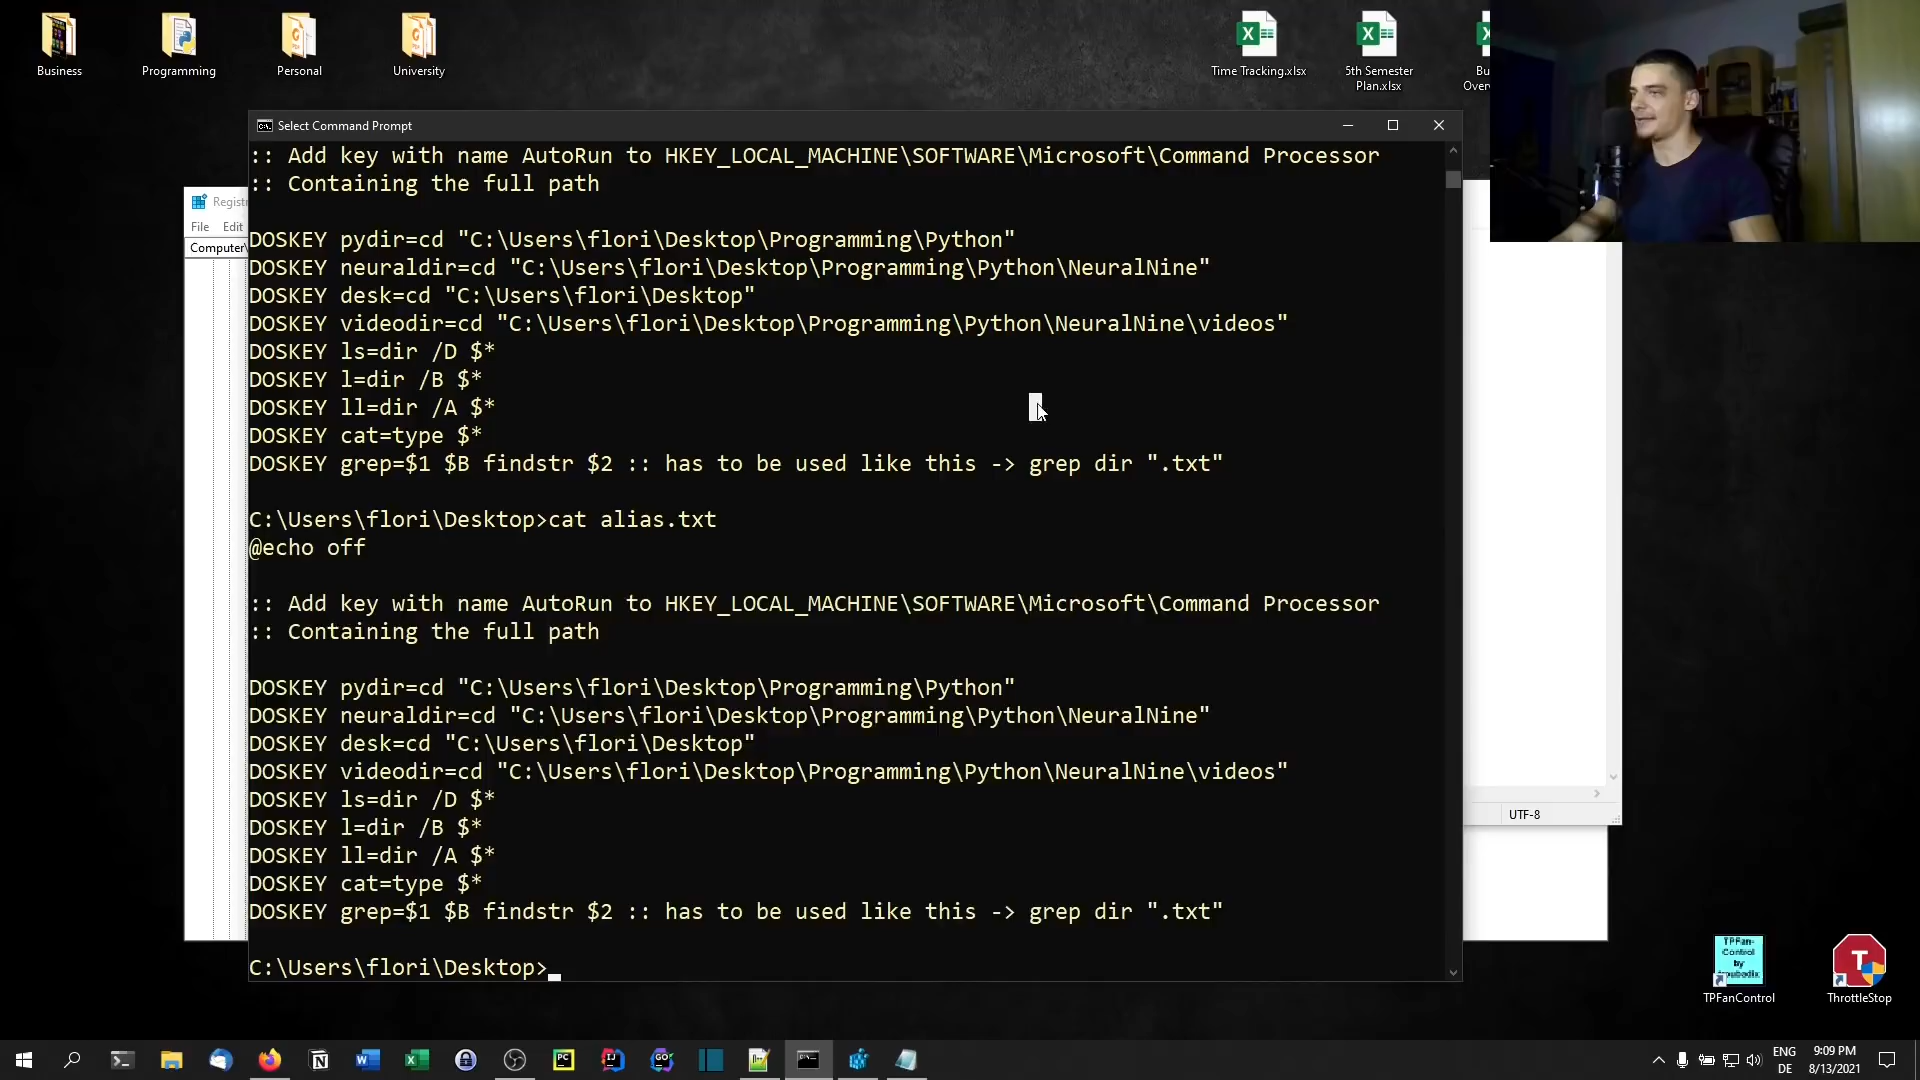 Business
Programming
Personal
University
Time Tracking.xlsx
5th Semester
Plan.xlsx
Select Command Prompt
:: Add key with name AutoRun to HKEY_LOCAL_MACHINE\SOFTWARE\Microsoft\Command Processor
:: Containing the full path
DOSKEY pydir=cd "C:\Users\flori\Desktop\Programming\Python"
DOSKEY neuraldir=cd "C:\Users\flori\Desktop\Programming\Python\NeuralNine"
DOSKEY desk=cd "C:\Users\flori\Desktop"
DOSKEY videodir=cd "C:\Users\flori\Desktop\Programming\Python\NeuralNine\videos"
DOSKEY ls=dir /D $*
DOSKEY l=dir /B $*
DOSKEY ll=dir /A $*
DOSKEY cat=type $*
DOSKEY grep=$1 $B findstr $2 :: has to be used like this -> grep dir ".txt"
C:\Users\flori\Desktop>cat alias.txt
@echo off
:: Add key with name AutoRun to HKEY_LOCAL_MACHINE\SOFTWARE\Microsoft\Command Processor
:: Containing the full path
DOSKEY pydir=cd "C:\Users\flori\Desktop\Programming\Python"
DOSKEY neuraldir=cd "C:\Users\flori\Desktop\Programming\Python\NeuralNine"
DOSKEY desk=cd "C:\Users\flori\Desktop"
DOSKEY videodir=cd "C:\Users\flori\Desktop\Programming\Python\NeuralNine\videos"
DOSKEY ls=dir /D $*
DOSKEY l=dir /B $*
DOSKEY ll=dir /A $*
DOSKEY cat=type $*
DOSKEY grep=$1 $B findstr $2 :: has to be used like this -> grep dir ".txt"
C:\Users\flori\Desktop>
File Edit
Computer\
UTF-8
TPFan-
Control
by
troubadix
TPFanControl
T
ThrottleStop
ENG
DE
9:09 PM
8/13/2021